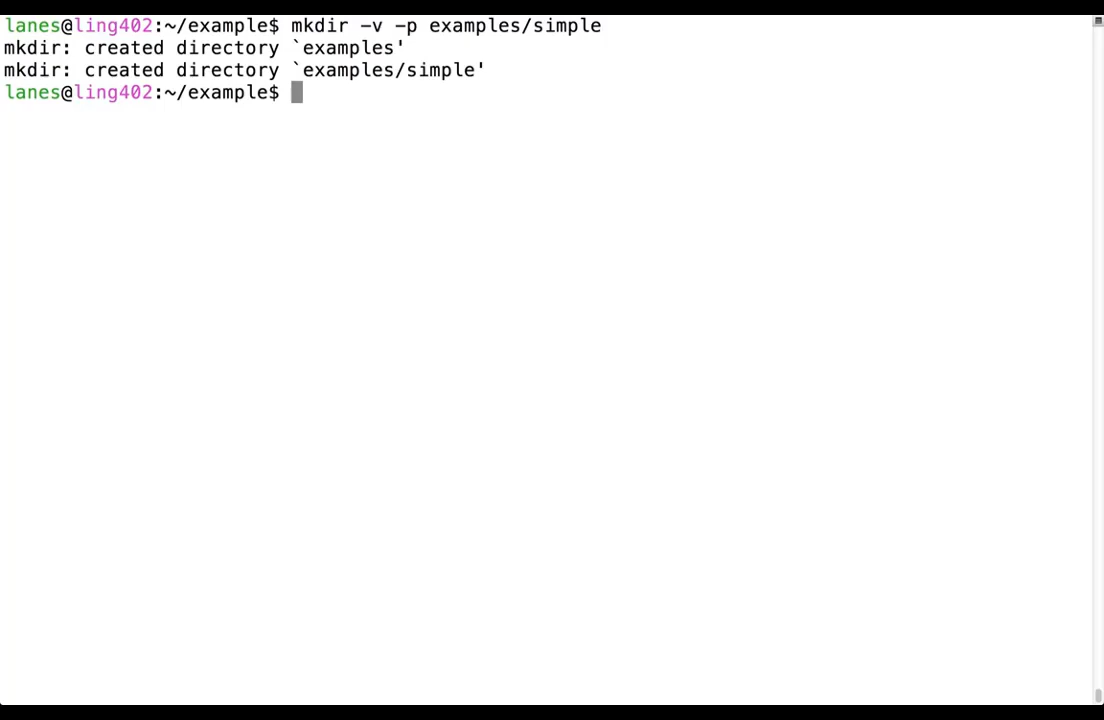 lanes@ling402:~/example$ mkdir -v -p examples/simple
mkdir: created directory `examples'
mkdir: created directory `examples/simple'
lanes@ling402:~/example$